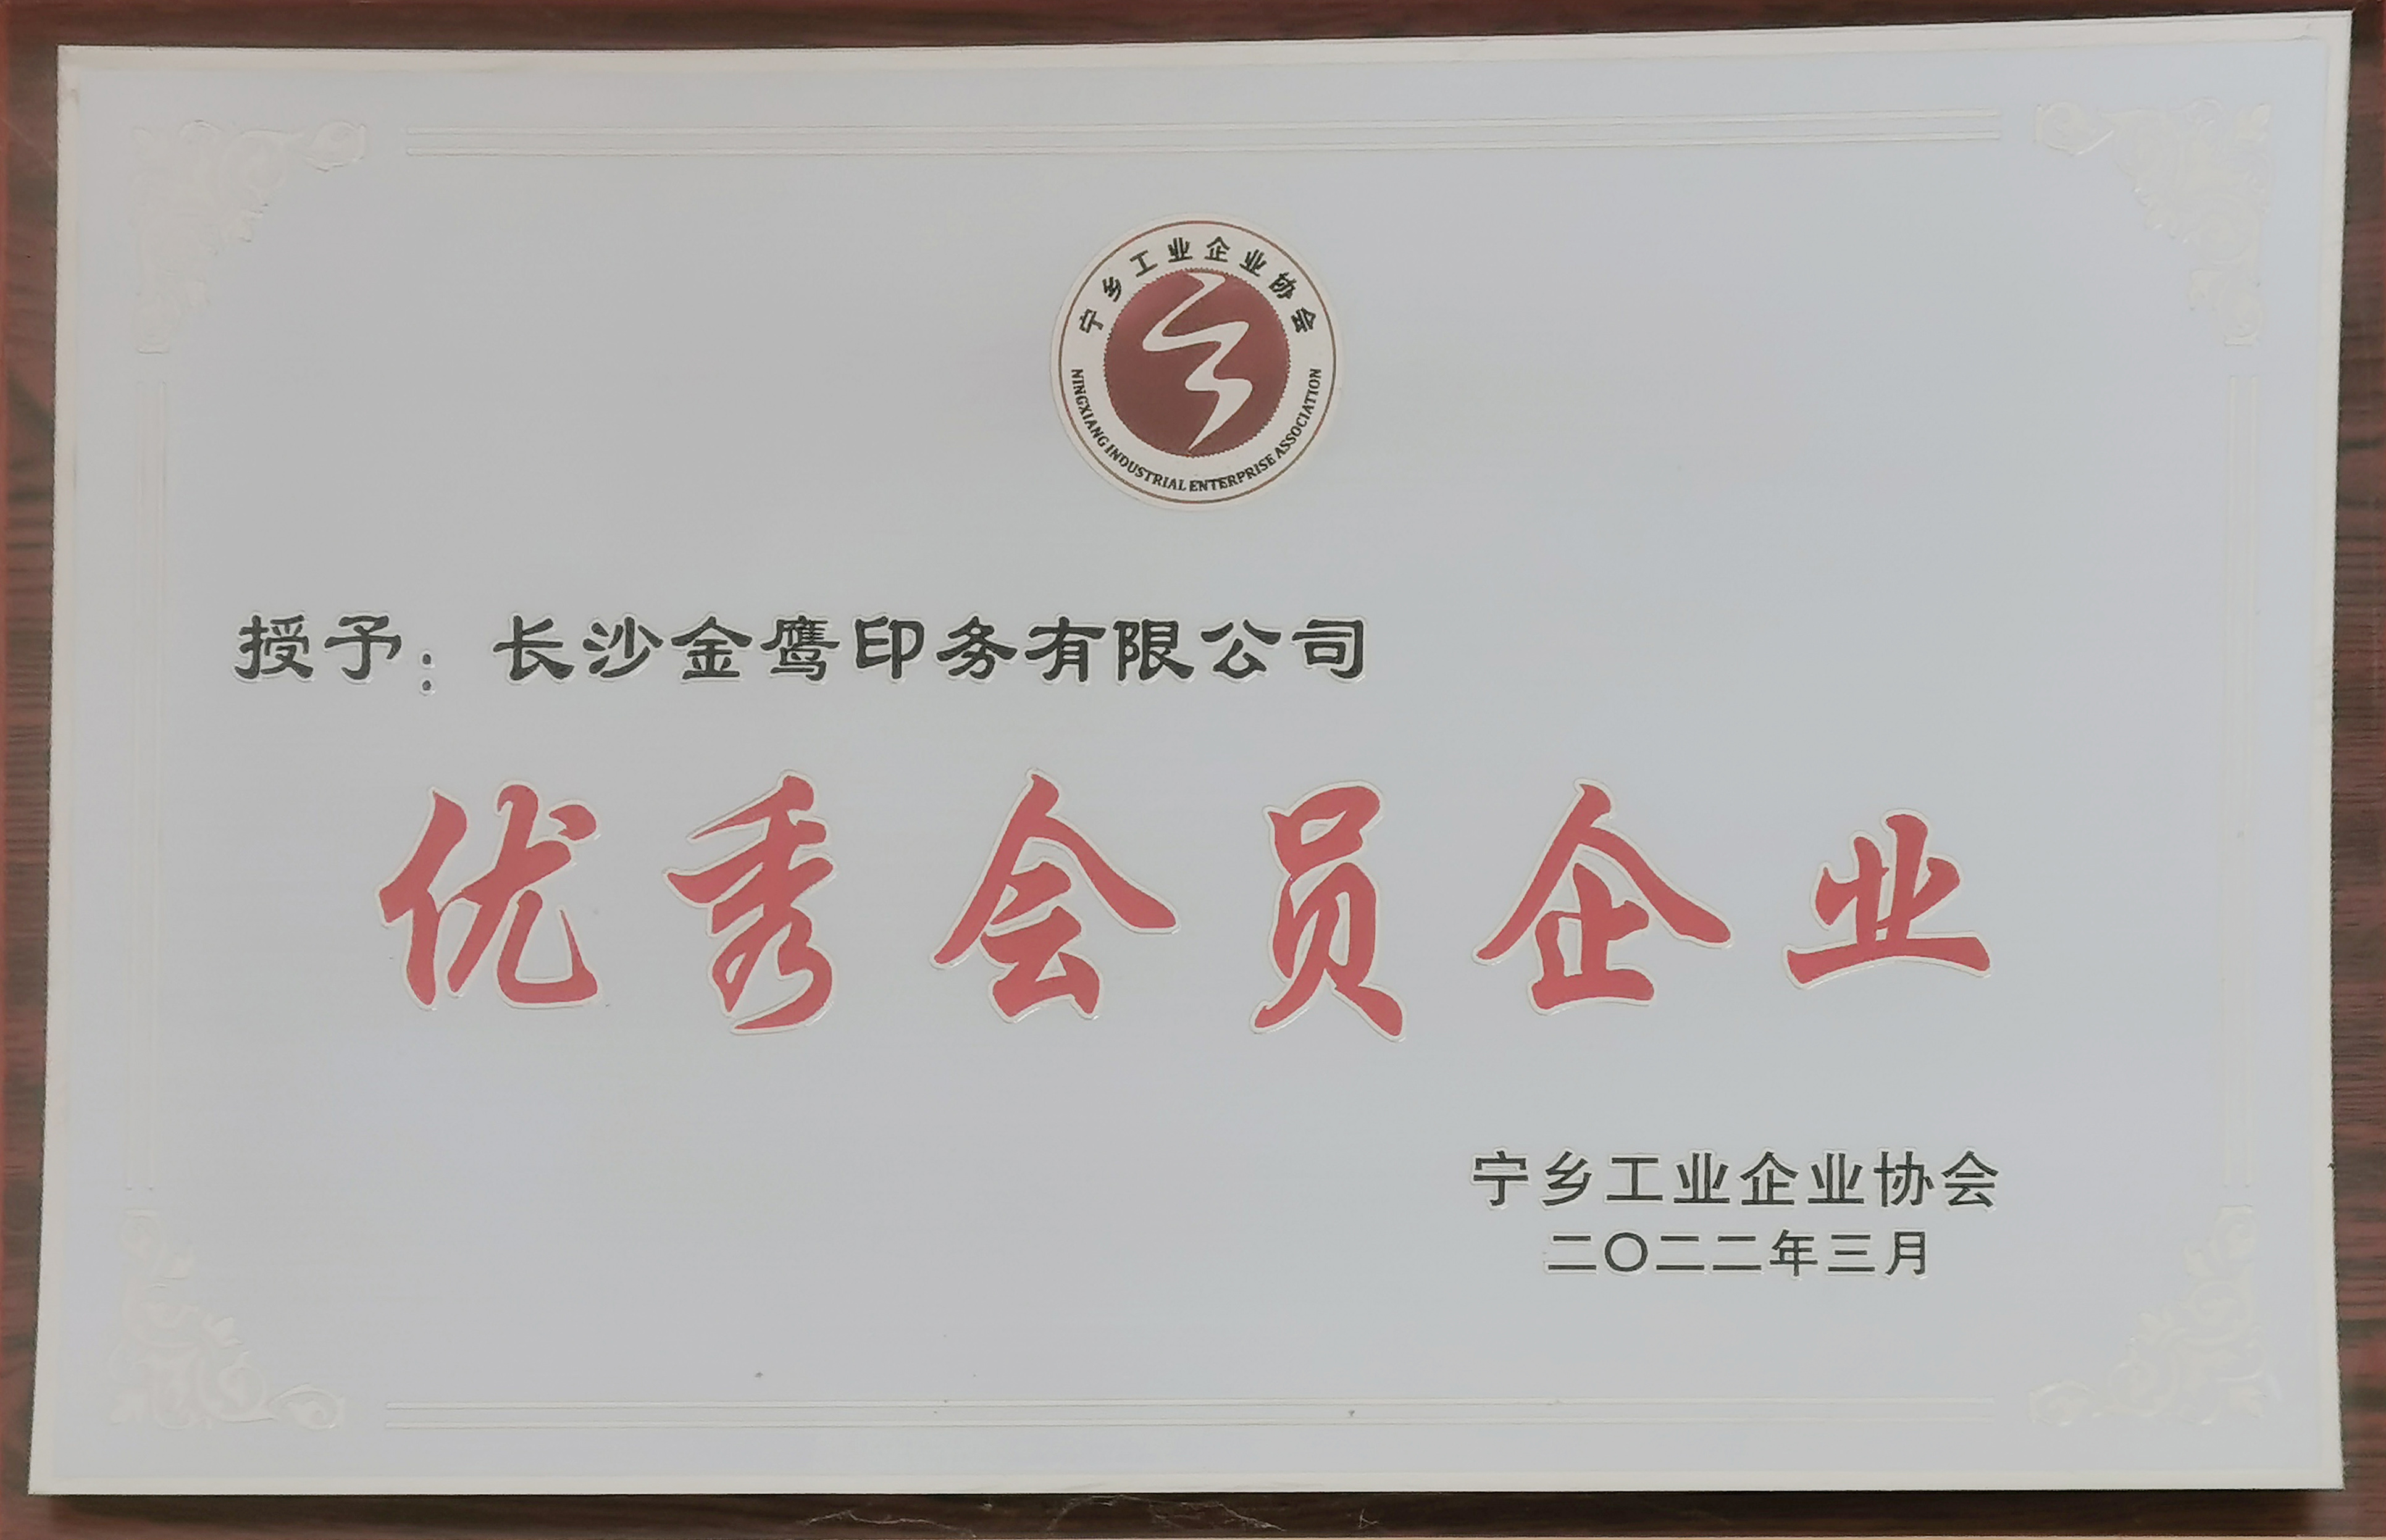 宁乡工业企业协会
NINGXIANG INDUSTRIAL ENTERPRISE ASSOCIATION
授予：长沙金鹰印务有限公司
优秀会员企业
宁乡工业企业协会
二〇二二年三月